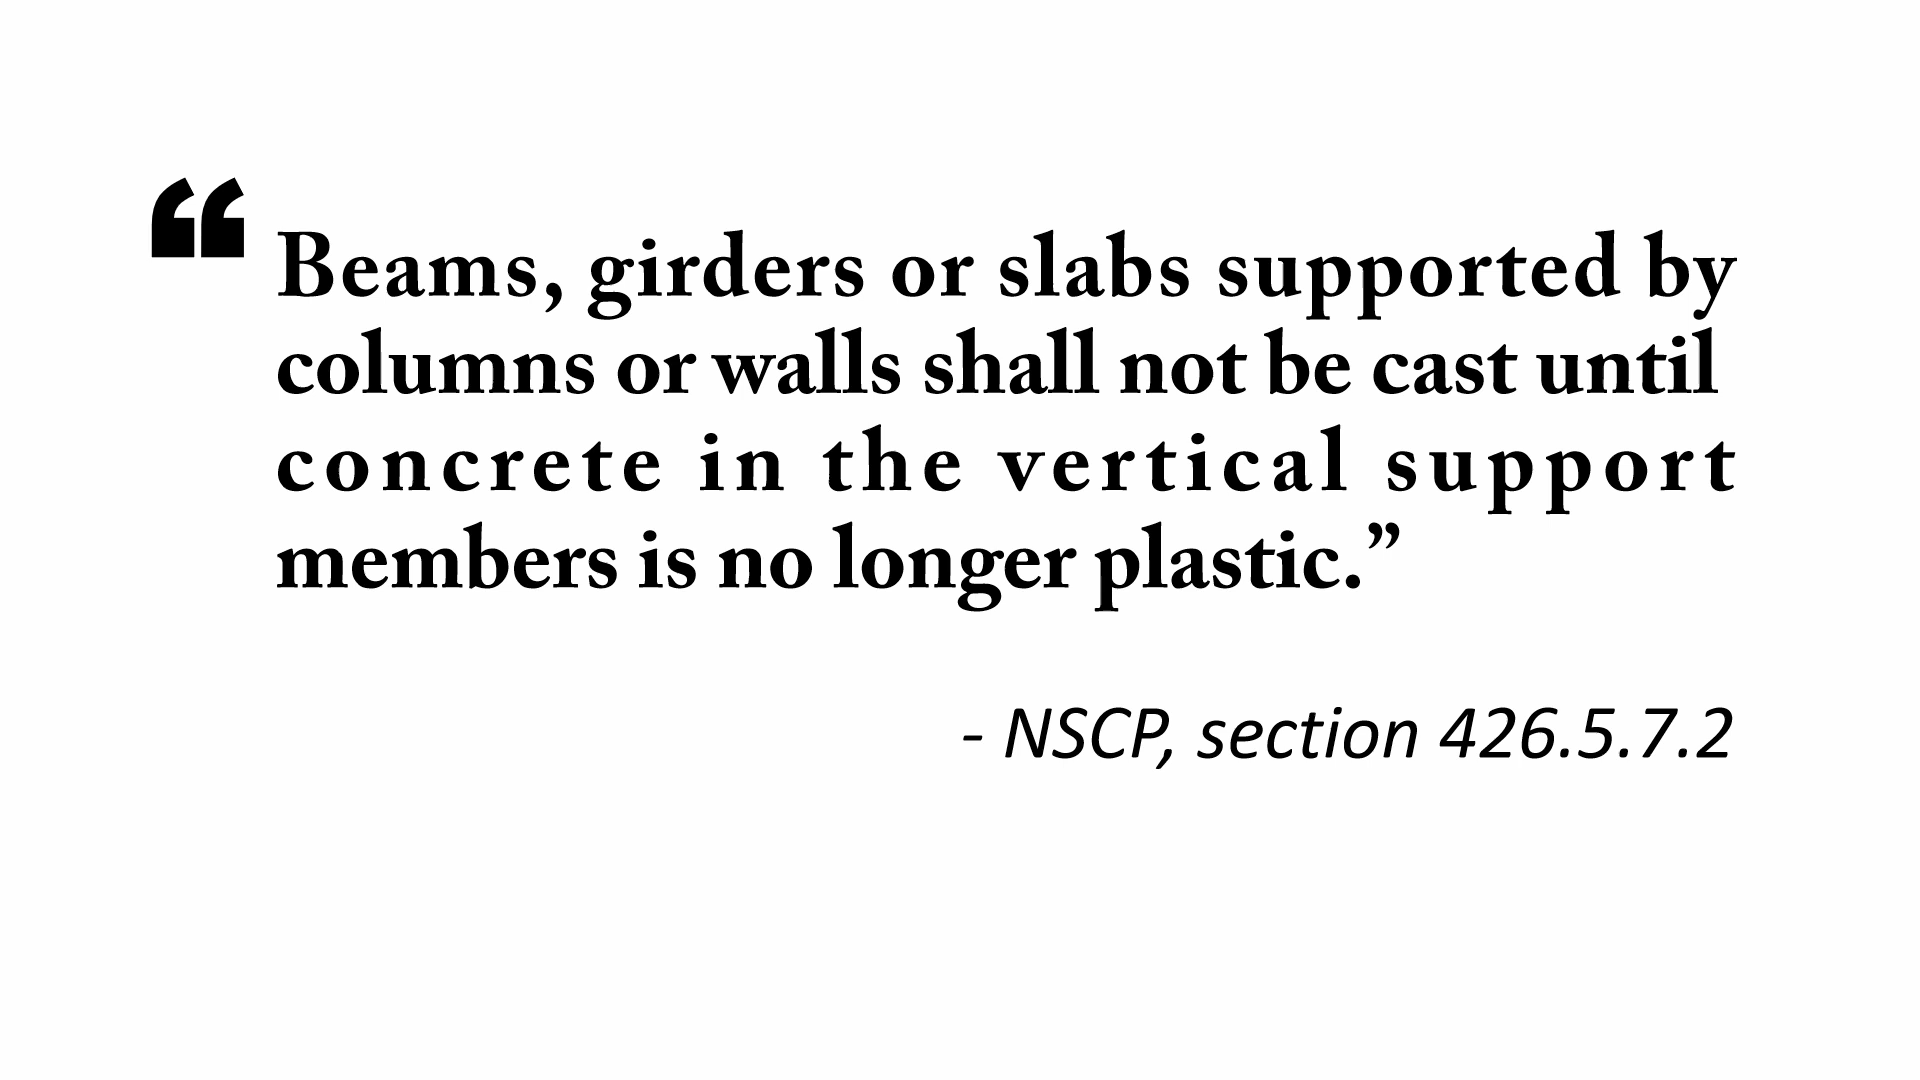 “Beams, girders or slabs supported by
columns or walls shall not be cast until
concrete in the vertical support
members is no longer plastic.”
- NSCP, section 426.5.7.2